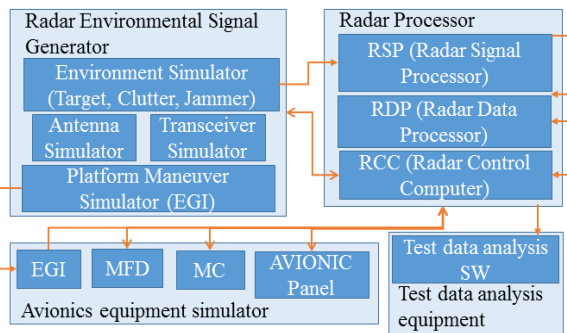 Radar Environmental Signal
Generator
Environment Simulator
(Target, Clutter, Jammer)
Antenna
Simulator
Transceiver
Simulator
Platform Maneuver
Simulator (EGI)
Radar Processor
RSP (Radar Signal
Processor)
RDP (Radar Data
Processor)
RCC (Radar Control
Computer)
EGI
MFD
MC
AVIONIC
Panel
Avionics equipment simulator
Test data analysis
SW
Test data analysis
equipment